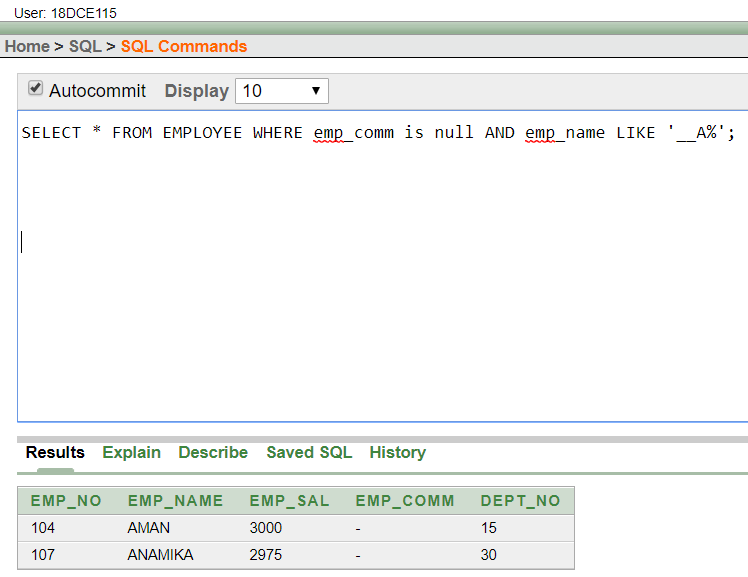 User: 18DCE115
Home > SQL > SQL Commands
Autocommit Display 10
SELECT * FROM EMPLOYEE WHERE emp_comm is null AND emp_name LIKE '__A%';
Results Explain Describe Saved SQL History
EMP_NO EMP_NAME EMP_SAL EMP_COMM DEPT_NO
104 AMAN 3000 - 15
107 ANAMIKA 2975 - 30